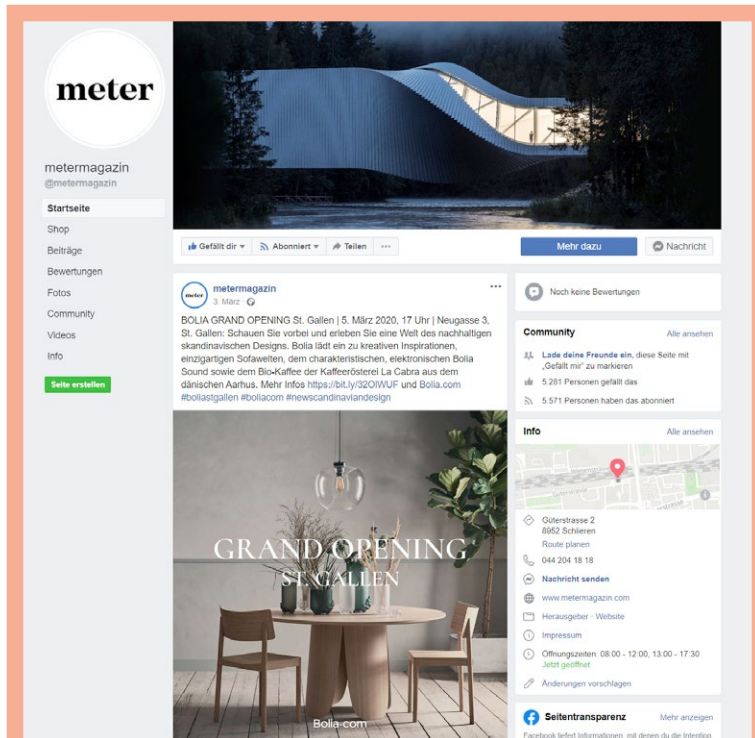 meter
metermagazin
@metermagazin
Startseite
Shop
Beiträge
Bewertungen
Fotos
Community
Videos
Info
Seite erstellen
Gefällt dir
Abonniert
Teilen
Mehr dazu
Nachricht
meter
metermagazin
3. März
BOLIA GRAND OPENING St. Gallen | 5. März 2020, 17 Uhr | Neugasse 3,
St. Gallen: Schauen Sie vorbei und erleben Sie eine Welt des nachhaltigen
skandinavischen Designs. Bolia lädt ein zu kreativen Inspirationen,
einzigartigen Sofawelten, dem charakteristischen, elektronischen Bolia
Sound sowie dem Bio-Kaffee der Kaffeerösterei La Cabra aus dem
dänischen Aarhus. Mehr Infos https://bit.ly/32OIWUF und Bolia.com
#boliastgallen #boliacom #newscandinaviandesign
GRAND OPENING
ST. GALLEN
Bolia.com
Noch keine Bewertungen
Community
Alle ansehen
Lade deine Freunde ein, diese Seite mit
„Gefällt mir" zu markieren
5 281 Personen gefällt das
5.571 Personen haben das abonniert
Info
Alle ansehen
Güterstrasse 2
8952 Schlieren
Route planen
044 204 18 18
Nachricht senden
www.metermagazin.com
Herausgeber · Website
Impressum
Öffnungszeiten: 08:00 - 12:00, 13:00 - 17:30
Jetzt geöffnet
Änderungen vorschlagen
Seitentransparenz
Mehr anzeigen
Facebook liefert Informationen, mit denen du die Intention